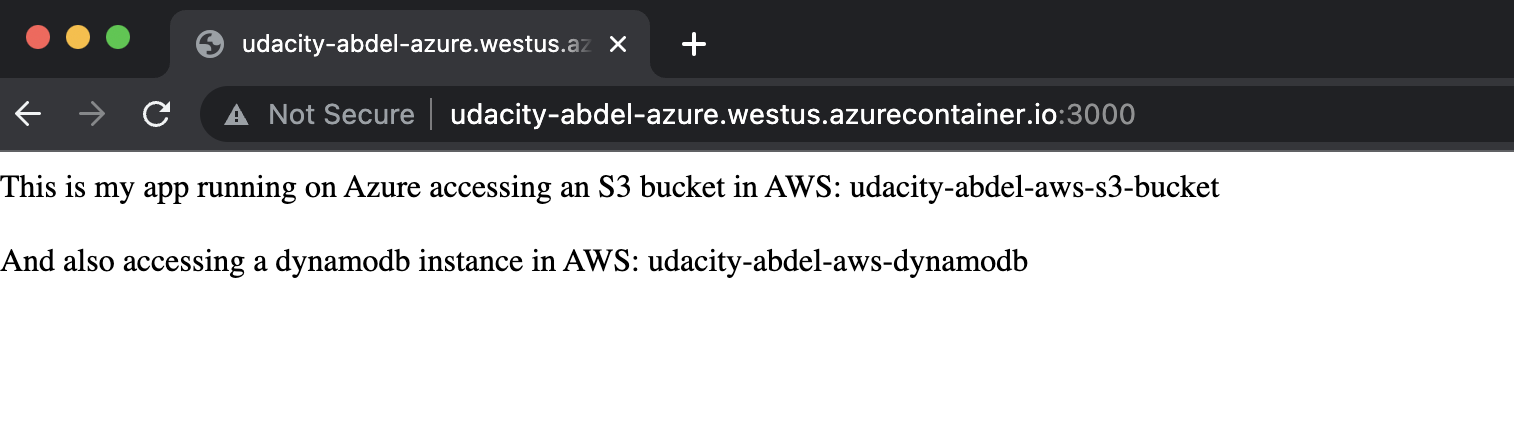 udacity-abdel-azure.westus.az
Not Secure udacity-abdel-azure.westus.azurecontainer.io:3000
This is my app running on Azure accessing an S3 bucket in AWS: udacity-abdel-aws-s3-bucket
And also accessing a dynamodb instance in AWS: udacity-abdel-aws-dynamodb